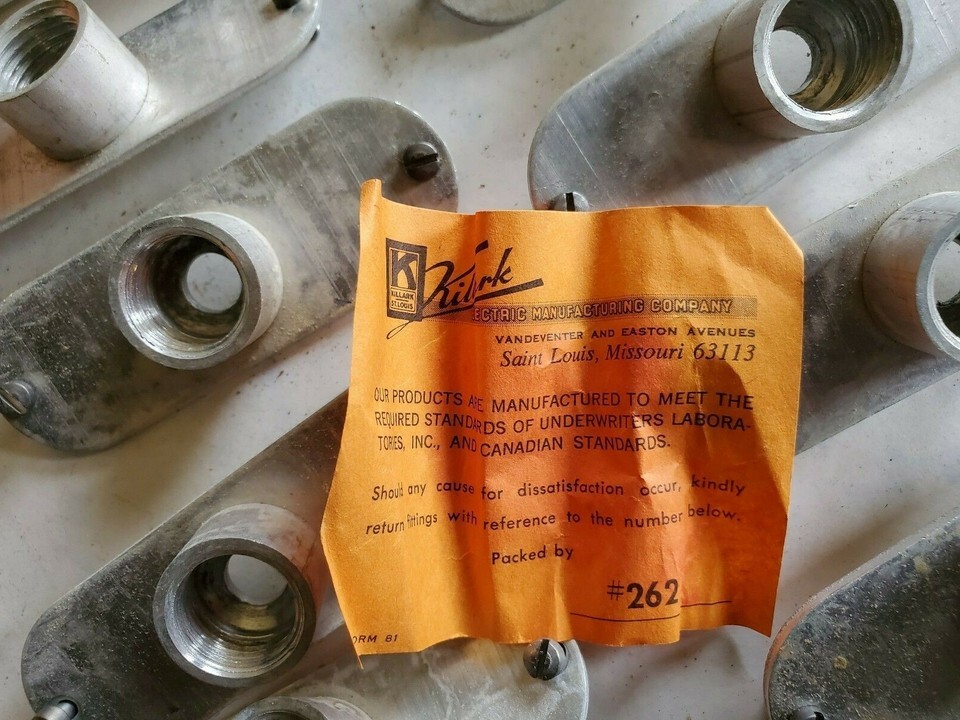 K
KILLARK
ST. LOUIS
Killark
ECTRIC MANUFACTURING COMPANY
VANDEVENTER AND EASTON AVENUES
Saint Louis, Missouri 63113
OUR PRODUCTS ARE MANUFACTURED TO MEET THE
REQUIRED STANDARDS OF UNDERWRITERS LABORA-
TORIES, INC., AND CANADIAN STANDARDS.
Should any cause for dissatisfaction occur, kindly
return fittings with reference to the number below.
Packed by
#262
ORM 81